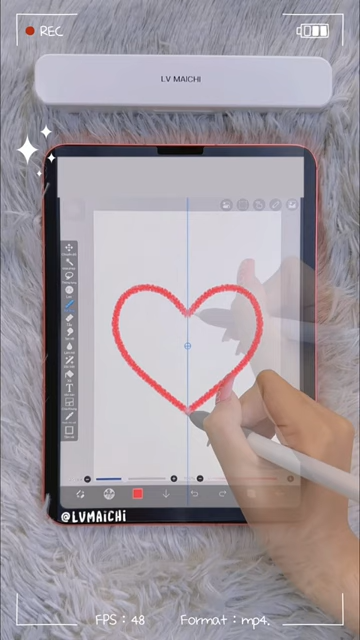 REC
LV MAICHI
@LVMAiCHi
FPS : 48
Format : mp4.